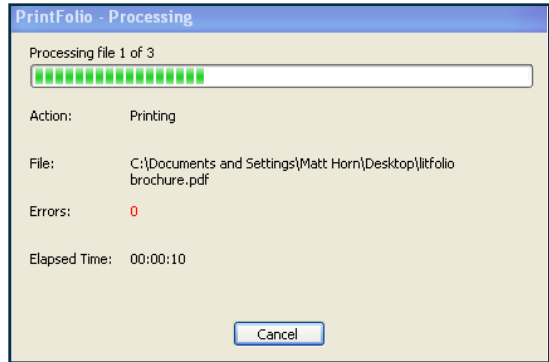 PrintFolio - Processing
Processing file 1 of 3
Action: Printing
File: C:\Documents and Settings\Matt Horn\Desktop\litfolio
brochure.pdf
Errors: 0
Elapsed Time: 00:00:10
Cancel